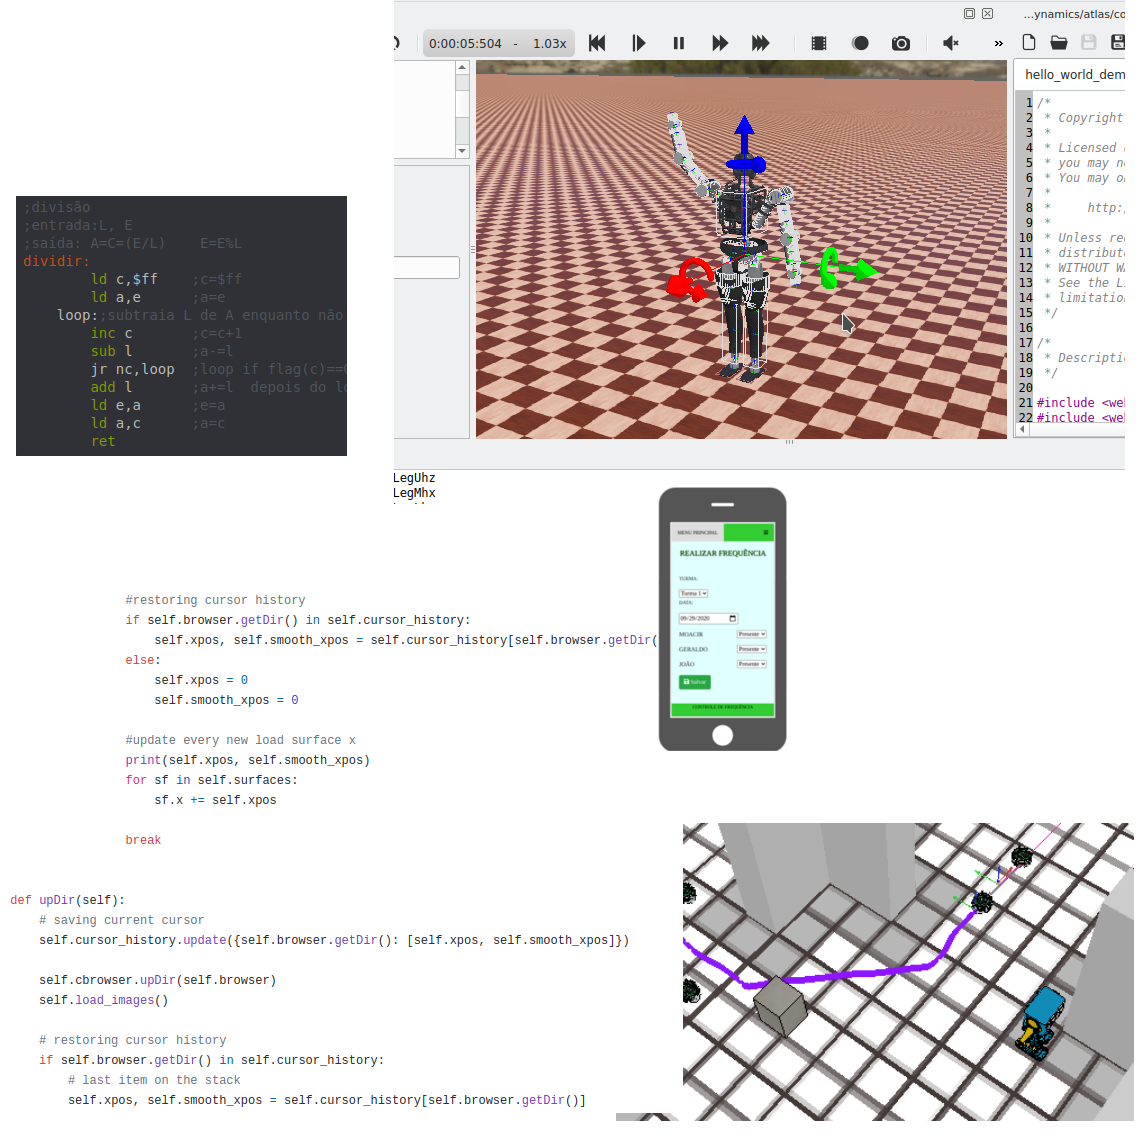 ...ynamics/atlas/co
0:00:05:504 - 1.03x
hello_world_dem
1 /*
2 * Copyright
3 *
4 * Licensed
5 * you may
6 * You may
7 *
8 * http:
9 *
10 * Unless
11 *
12 * WITHOUT
13 * See the
14 *
15 */
16
17 /*
18 *
19 */
20
21 #include
22 #include
;divisão
;entrada:L, E
;saida: A=C=(E/L) E=E%L
dividir:
ld c,$ff ;c=$ff
ld a,e ;a=e
loop:;subtraia L de A enquanto não
inc c ;c=c+1
sub l ;a-=l
jr nc,loop ;loop if flag(c)==
add l ;a+=l depois do
ld e,a ;e=a
ld a,c ;a=c
ret
LegUhz
LegMhx
MENU PRINCIPAL
REALIZAR FREQUÊNCIA
TURMA:
Turma 1
DATA:
09/29/2020
MOACIR Presente
GERALDO Presente
JOÃO Presente
Salvar
CONTROLE DE FREQUÊNCIA
#restoring cursor history
if self.browser.getDir() in self.cursor_history:
self.xpos, self.smooth_xpos = self.cursor_history[self.browser.getDir(
else:
self.xpos = 0
self.smooth_xpos = 0
#update every new load surface x
print(self.xpos, self.smooth_xpos)
for sf in self.surfaces:
sf.x += self.xpos
break
def upDir(self):
# saving current cursor
self.cursor_history.update({self.browser.getDir(): [self.xpos, self.smooth_xpos]})
self.cbrowser.upDir(self.browser)
self.load_images()
# restoring cursor history
if self.browser.getDir() in self.cursor_history:
# last item on the stack
self.xpos, self.smooth_xpos = self.cursor_history[self.browser.getDir()]